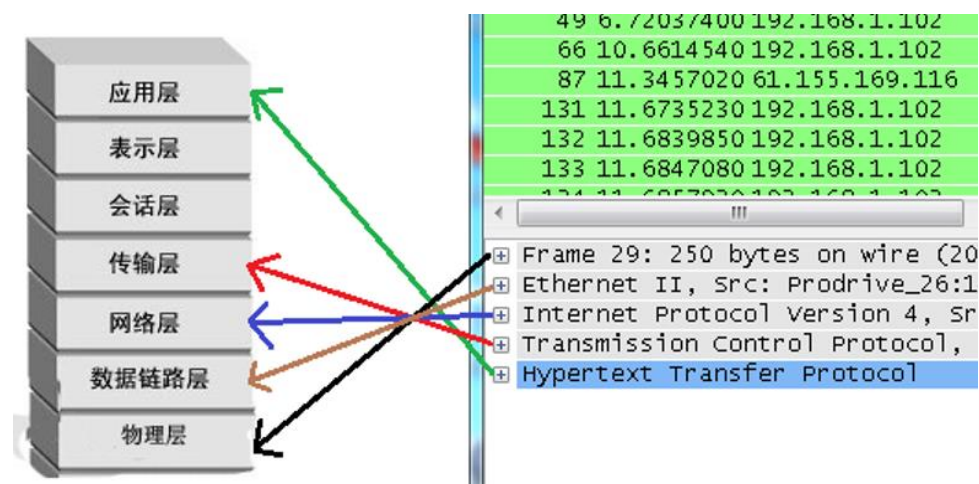 应用层
表示层
会话层
传输层
网络层
数据链路层
物理层
49 6.72037400 192.168.1.102
66 10.6614540 192.168.1.102
87 11.3457020 61.155.169.116
131 11.6735230 192.168.1.102
132 11.6839850 192.168.1.102
133 11.6847080 192.168.1.102
Frame 29: 250 bytes on wire (20
Ethernet II, Src: Prodrive_26:1
Internet Protocol Version 4, Sr
Transmission Control Protocol,
Hypertext Transfer Protocol